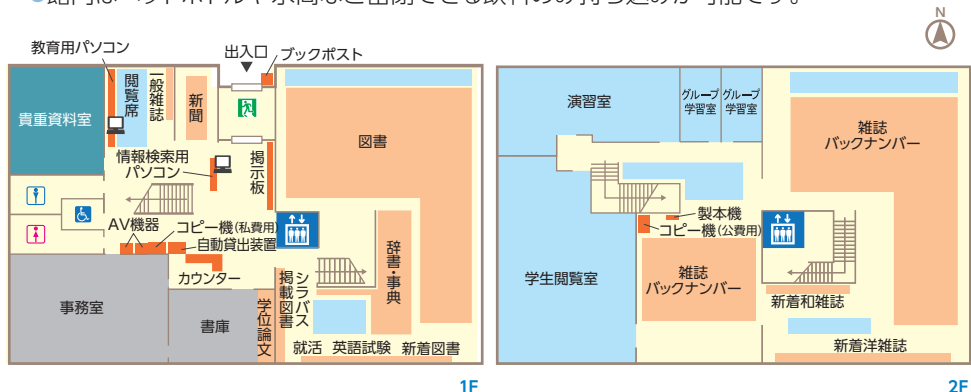 ●館内はペットボトルや水筒など密閉できる飲料のみ持ち込みが可能です。
N
教育用パソコン
出入口
ブックポスト
閲覧席
一般雑誌
新聞
貴重資料室
図書
情報検索用
パソコン
掲示板
AV機器
コピー機(私費用)
自動貸出装置
カウンター
辞書・事典
事務室
書庫
学位論文
シラバス
掲載図書
就活
英語試験
新着図書
1F
演習室
グループ
学習室
グループ
学習室
雑誌
バックナンバー
製本機
コピー機(公費用)
学生閲覧室
雑誌
バックナンバー
新着和雑誌
新着洋雑誌
2F